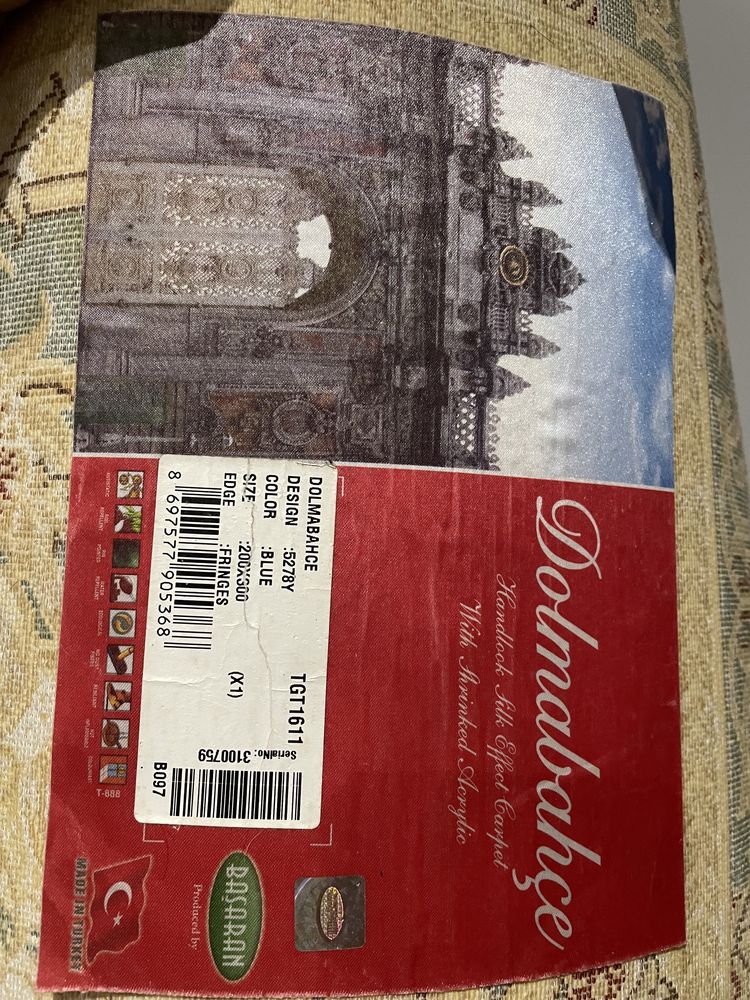 Dolmabahçe
Handlook Silk Effect Carpet
With Shrinked Acrylic
DOLMABAHCE TGT1611
DESIGN :5278Y
COLOR :BLUE
SIZE :200X300 (X1)
EDGE :FRINGES
SerialNo: 3100759
8 697577 905368
B097
T-888
Produced by
BAŞARAN
MADE IN TURKEY